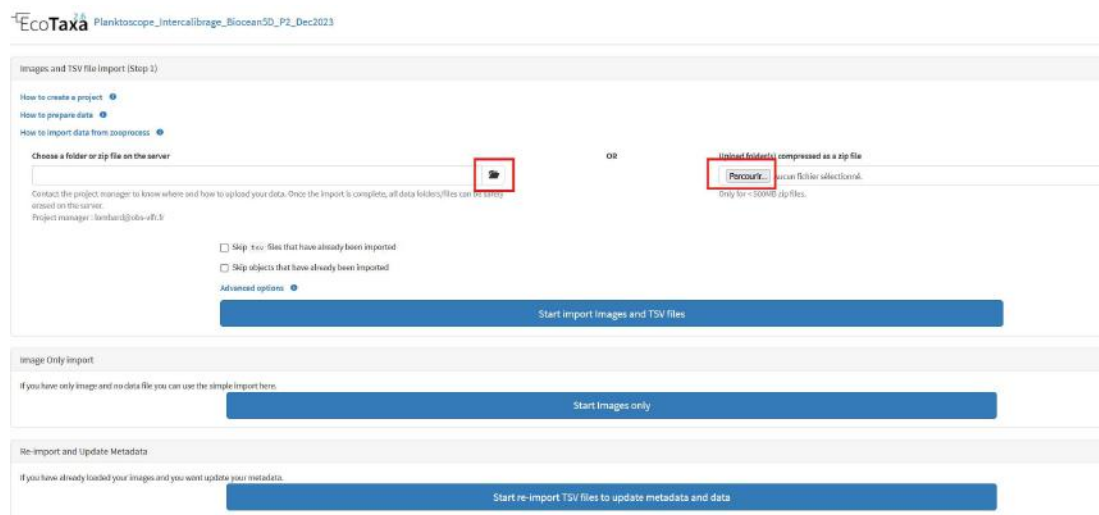 EcoTaxa 2.6 Planktoscope_Intercalibrage_Biocean5D_P2_Dec2023
Images and TSV file import (Step 1)
How to create a project
How to prepare data
How to import data from zooprocess
Choose a folder or zip file on the server
OR
Upload folder(s) compressed as a zip file
Percourir... Aucun fichier sélectionné.
Contact the project manager to know where and how to upload your data. Once the import is complete, all data folders/files can be safely
erased on the server.
Project manager : lombard@obs-vlfr.fr
Only for < 500MB zip files.
Skip tsv files that have already been imported
Skip objects that have already been imported
Advanced options
Start import Images and TSV files
Image Only import
If you have only image and no data file you can use the simple import here.
Start Images only
Re-import and Update Metadata
If you have already loaded your images and you want update your metadata.
Start re-import TSV files to update metadata and data